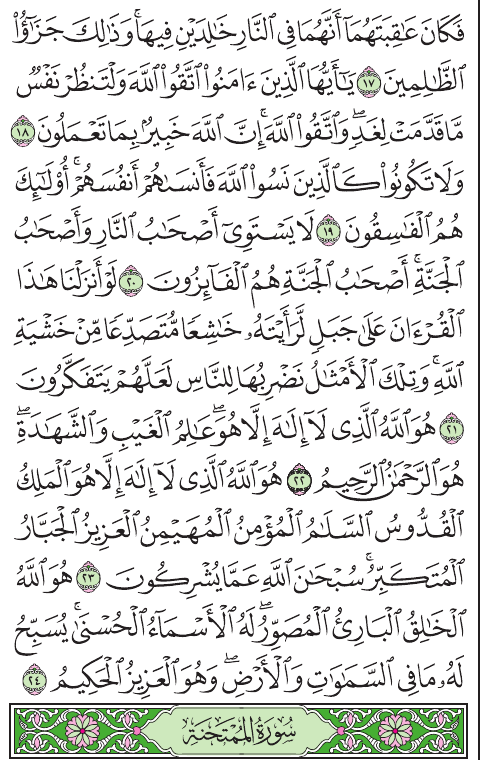 فَكَانَ عَٰقِبَتَهُمَآ أَنَّهُمَا فِى ٱلنَّارِ خَٰلِدَيْنِ فِيهَا ۚ وَذَٰلِكَ جَزَٰٓؤُا۟
ٱلظَّٰلِمِينَ ١٧ يَٰٓأَيُّهَا ٱلَّذِينَ ءَامَنُوا۟ ٱتَّقُوا۟ ٱللَّهَ وَلْتَنظُرْ نَفْسٌ
مَّا قَدَّمَتْ لِغَدٍ ۖ وَٱتَّقُوا۟ ٱللَّهَ ۚ إِنَّ ٱللَّهَ خَبِيرٌۢ بِمَا تَعْمَلُونَ ١٨
وَلَا تَكُونُوا۟ كَٱلَّذِينَ نَسُوا۟ ٱللَّهَ فَأَنسَىٰهُمْ أَنفُسَهُمْ ۚ أُو۟لَٰٓئِكَ
هُمُ ٱلْفَٰسِقُونَ ١٩ لَا يَسْتَوِىٓ أَصْحَٰبُ ٱلنَّارِ وَأَصْحَٰبُ
ٱلْجَنَّةِ ۚ أَصْحَٰبُ ٱلْجَنَّةِ هُمُ ٱلْفَآئِزُونَ ٢٠ لَوْ أَنزَلْنَا هَٰذَا
ٱلْقُرْءَانَ عَلَىٰ جَبَلٍ لَّرَأَيْتَهُۥ خَٰشِعًا مُّتَصَدِّعًا مِّنْ خَشْيَةِ
ٱللَّهِ ۚ وَتِلْكَ ٱلْأَمْثَٰلُ نَضْرِبُهَا لِلنَّاسِ لَعَلَّهُمْ يَتَفَكَّرُونَ
٢١ هُوَ ٱللَّهُ ٱلَّذِى لَآ إِلَٰهَ إِلَّا هُوَ ۖ عَٰلِمُ ٱلْغَيْبِ وَٱلشَّهَٰدَةِ ۖ
هُوَ ٱلرَّحْمَٰنُ ٱلرَّحِيمُ ٢٢ هُوَ ٱللَّهُ ٱلَّذِى لَآ إِلَٰهَ إِلَّا هُوَ ٱلْمَلِكُ
ٱلْقُدُّوسُ ٱلسَّلَٰمُ ٱلْمُؤْمِنُ ٱلْمُهَيْمِنُ ٱلْعَزِيزُ ٱلْجَبَّارُ
ٱلْمُتَكَبِّرُ ۚ سُبْحَٰنَ ٱللَّهِ عَمَّا يُشْرِكُونَ ٢٣ هُوَ ٱللَّهُ
ٱلْخَٰلِقُ ٱلْبَارِئُ ٱلْمُصَوِّرُ ۖ لَهُ ٱلْأَسْمَآءُ ٱلْحُسْنَىٰ ۚ يُسَبِّحُ
لَهُۥ مَا فِى ٱلسَّمَٰوَٰتِ وَٱلْأَرْضِ ۖ وَهُوَ ٱلْعَزِيزُ ٱلْحَكِيمُ ٢٤
سُورَةُ المُمْتَحنَةِ